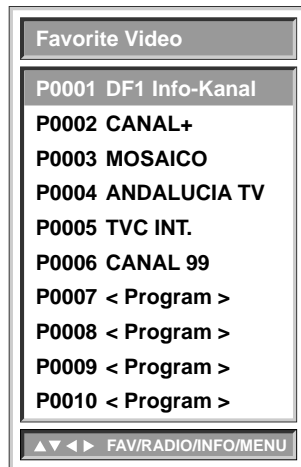 Favorite Video
P0001 DF1 Info-Kanal
P0002 CANAL+
P0003 MOSAICO
P0004 ANDALUCIA TV
P0005 TVC INT.
P0006 CANAL 99
P0007 < Program >
P0008 < Program >
P0009 < Program >
P0010 < Program >
▲▼◄► FAV/RADIO/INFO/MENU